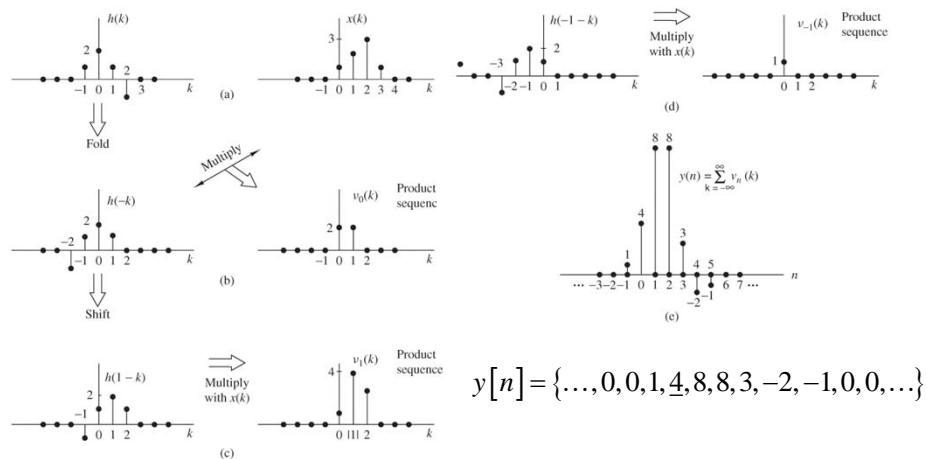 h(k)
2
2
−1 0 1 3 k
x(k)
3
−1 0 1 2 3 4 k
(a)
Fold
Multiply
h(−k)
2
−2
−1 0 1 2 k
v0(k)
Product
sequenc
2
−1 0 1 2 k
(b)
Shift
h(1 − k)
2
−1
0 1 2 k
Multiply
with x(k)
v1(k)
Product
sequence
4
0 |1| 2 k
(c)
h(−1 − k)
2
−3
−2 −1 0 1 k
Multiply
with x(k)
v−1(k)
Product
sequence
1
0 1 2 k
(d)
8 8
y(n) = ∞ Σ k = −∞ vn (k)
4
3
1
4 5
n
... −3 −2 −1 0 1 2 3 6 7 ...
−2 −1
(e)
y[n] = {…, 0, 0, 1, 4, 8, 8, 3, −2, −1, 0, 0, …}